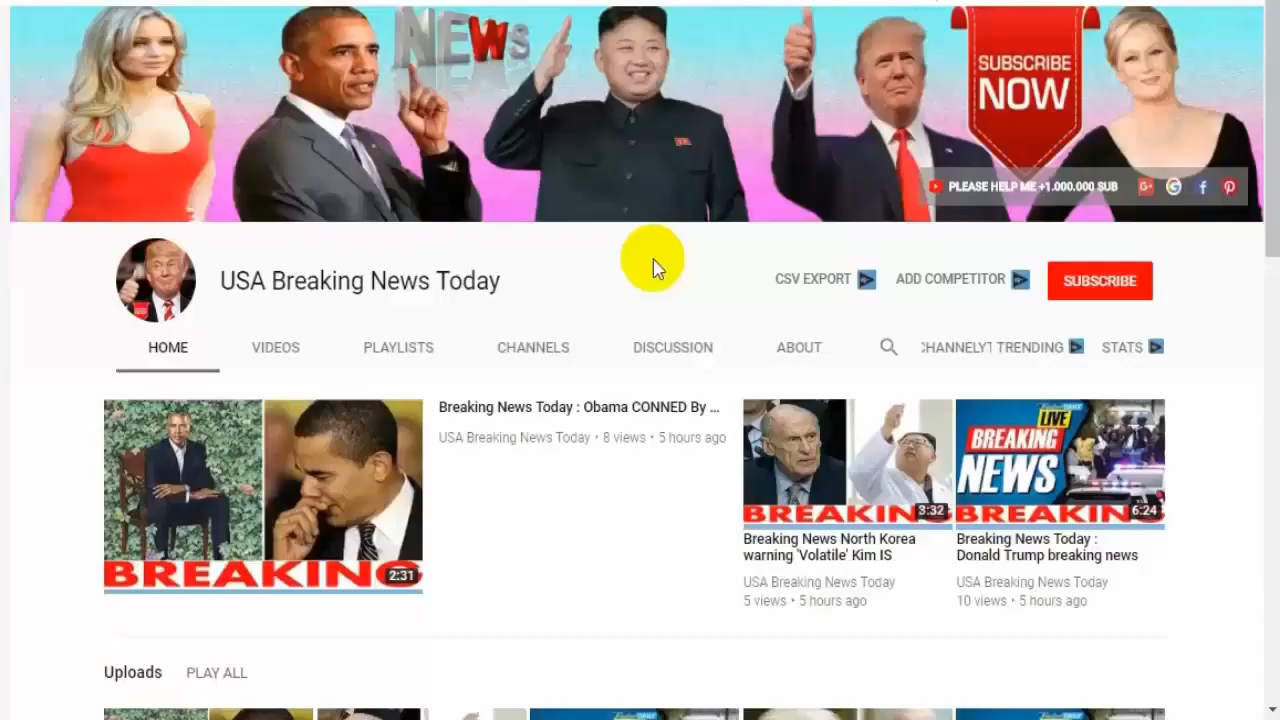 NEWS
SUBSCRIBE
NOW
PLEASE HELP ME +1.000.000 SUB
USA Breaking News Today
CSV EXPORT
ADD COMPETITOR
SUBSCRIBE
HOME
VIDEOS
PLAYLISTS
CHANNELS
DISCUSSION
ABOUT
TRENDING
STATS
Breaking News Today : Obama CONNED By ...
USA Breaking News Today • 8 views • 5 hours ago
BREAKING
2:31
BREAKIN
3:32
Breaking News North Korea
warning 'Volatile' Kim IS
USA Breaking News Today
5 views • 5 hours ago
LIVE
BREAKING
NEWS
BREAKIN
6:24
Breaking News Today :
Donald Trump breaking news
USA Breaking News Today
10 views • 5 hours ago
Uploads
PLAY ALL